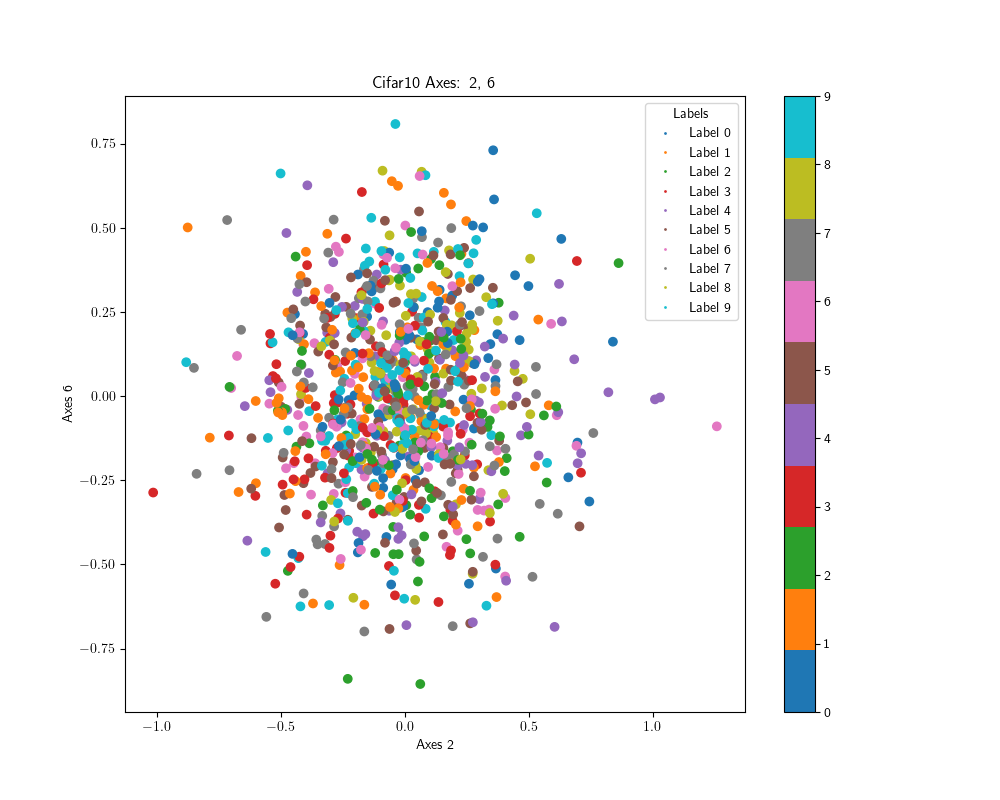 Cifar10 Axes: 2, 6
Labels
Label 0
Label 1
Label 2
Label 3
Label 4
Label 5
Label 6
Label 7
Label 8
Label 9
0.75
0.50
0.25
0.00
−0.25
−0.50
−0.75
Axes 6
−1.0
−0.5
0.0
0.5
1.0
Axes 2
9
8
7
6
5
4
3
2
1
0